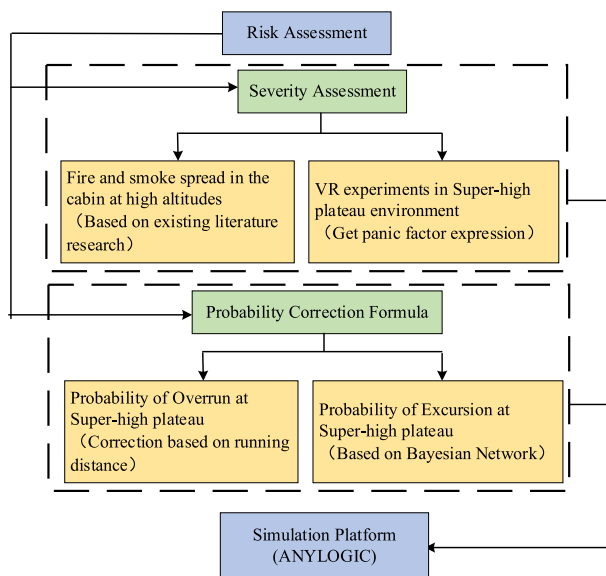 Risk Assessment
Severity Assessment
Fire and smoke spread in the
cabin at high altitudes
（Based on existing literature
research）
VR experiments in Super-high
plateau environment
（Get panic factor expression）
Probability Correction Formula
Probability of Overrun at
Super-high plateau
（Correction based on running
distance）
Probability of Excursion at
Super-high plateau
（Based on Bayesian Network）
Simulation Platform
(ANYLOGIC)